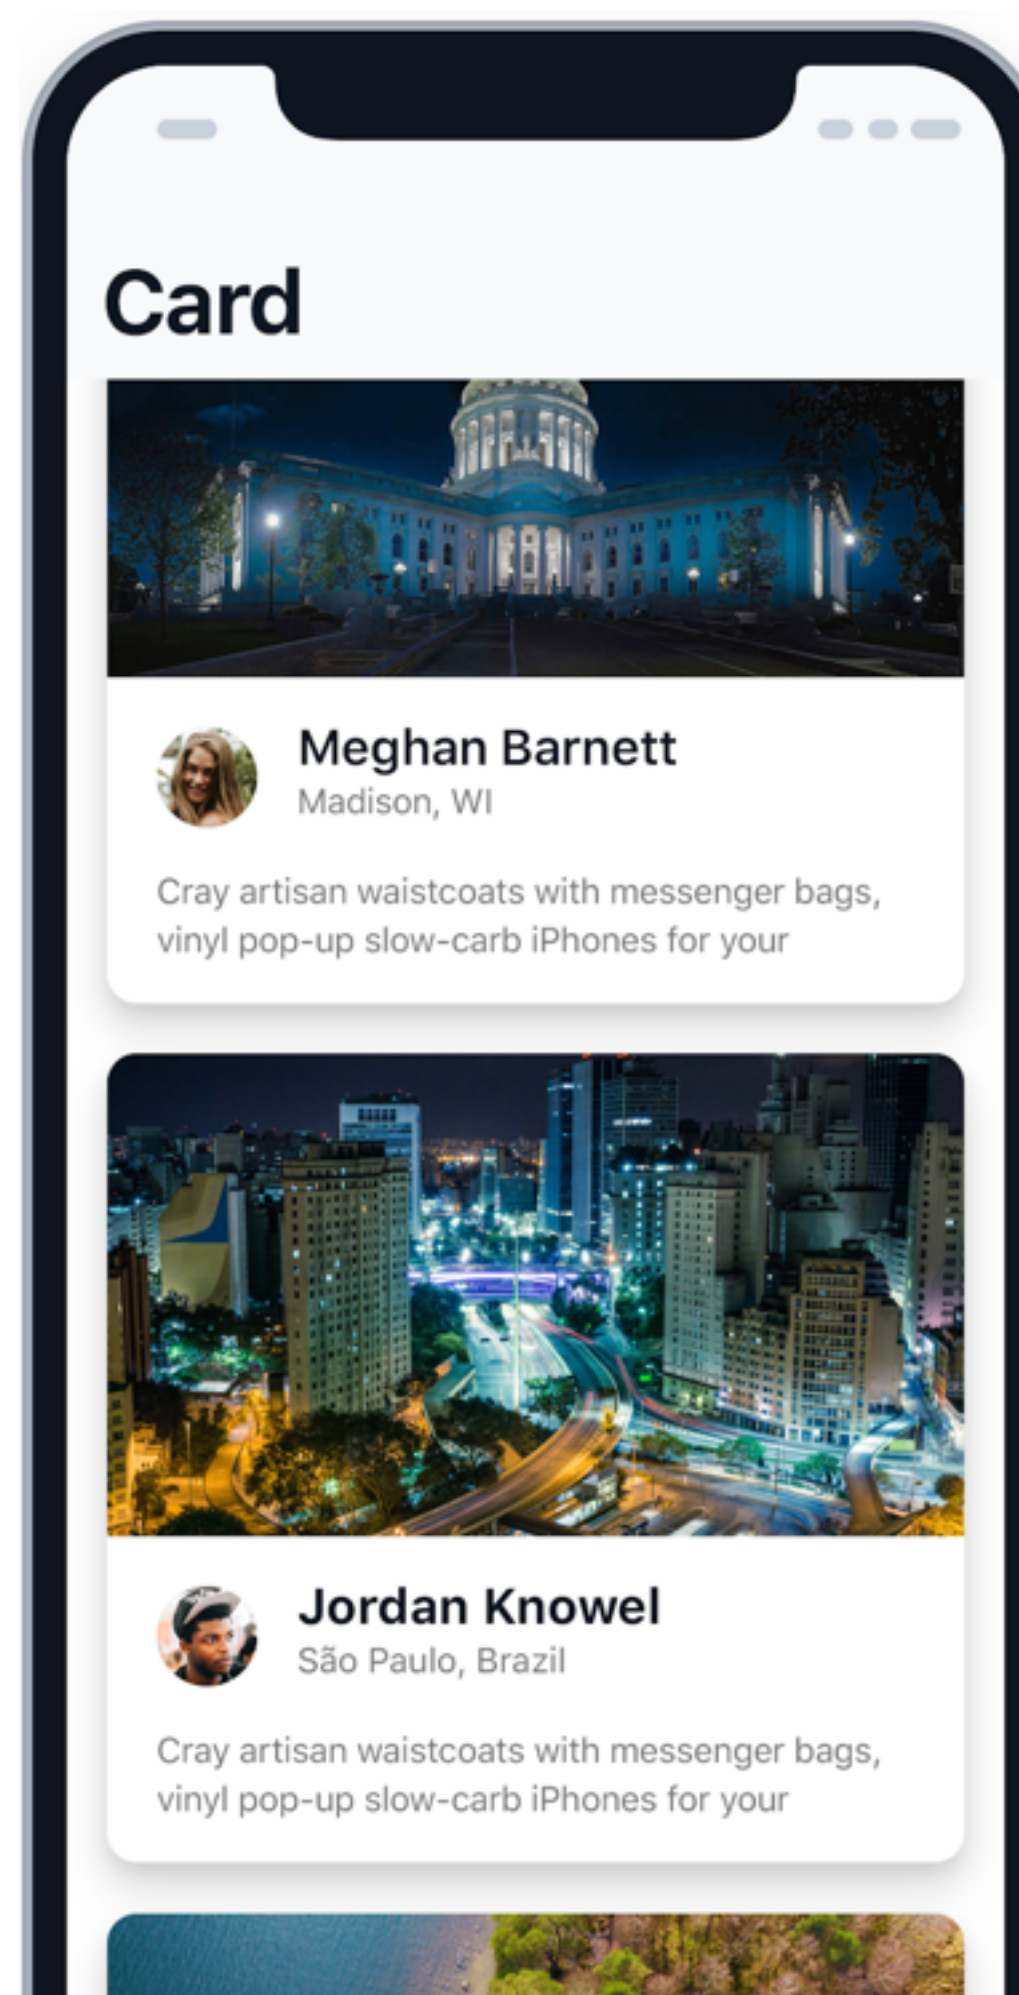 Card
Meghan Barnett
Madison, WI
Cray artisan waistcoats with messenger bags,
vinyl pop-up slow-carb iPhones for your
Jordan Knowel
São Paulo, Brazil
Cray artisan waistcoats with messenger bags,
vinyl pop-up slow-carb iPhones for your